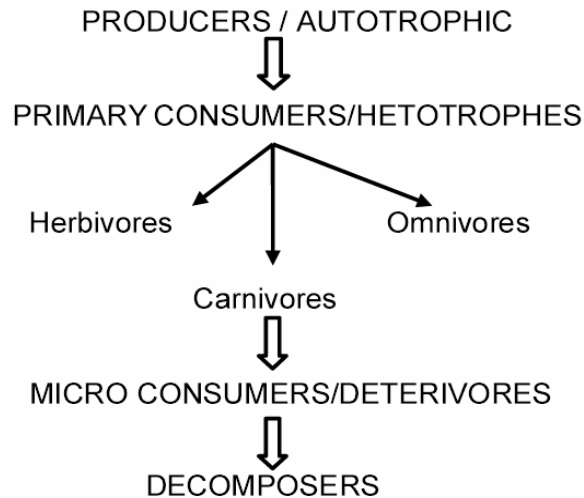 PRODUCERS / AUTOTROPHIC
PRIMARY CONSUMERS/HETOTROPHES
Herbivores
Omnivores
Carnivores
MICRO CONSUMERS/DETERIVORES
DECOMPOSERS